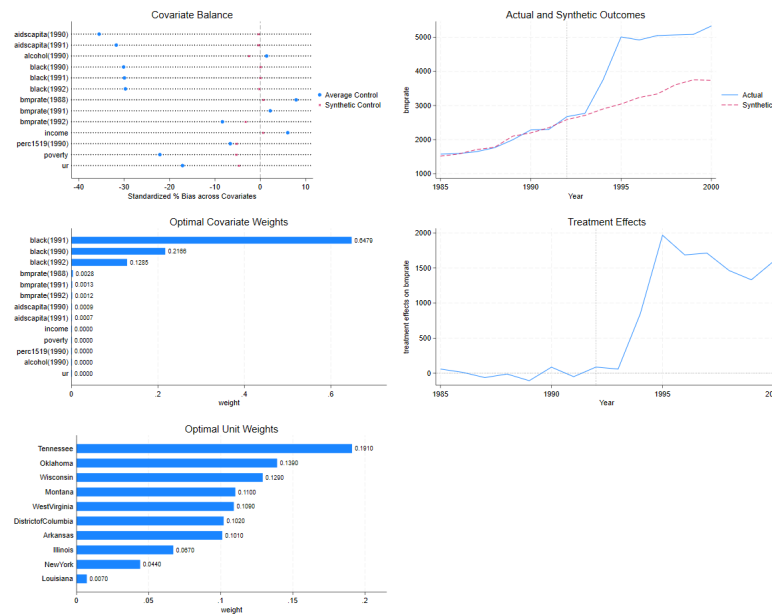 Covariate Balance
aidscapita(1990)
aidscapita(1991)
alcohol(1990)
black(1990)
black(1991)
black(1992)
bmprate(1988)
bmprate(1991)
bmprate(1992)
income
perc1519(1990)
poverty
ur
-40 -30 -20 -10 0 10
Standardized % Bias across Covariates
Average Control
Synthetic Control
Actual and Synthetic Outcomes
bmprate
5000
4000
3000
2000
1000
1985 1990 1995 2000
Year
Actual
Synthetic
Optimal Covariate Weights
black(1991) 0.6479
black(1990) 0.2186
black(1992) 0.1285
bmprate(1988) 0.0028
bmprate(1991) 0.0013
bmprate(1992) 0.0012
aidscapita(1990) 0.0009
aidscapita(1991) 0.0007
income 0.0000
poverty 0.0000
perc1519(1990) 0.0000
alcohol(1990) 0.0000
ur 0.0000
0 .2 .4 .6
weight
Treatment Effects
treatment effects on bmprate
2000
1500
1000
500
0
1985 1990 1995
Year
Optimal Unit Weights
Tennessee 0.1910
Oklahoma 0.1390
Wisconsin 0.1290
Montana 0.1100
WestVirginia 0.1090
DistrictofColumbia 0.1020
Arkansas 0.1010
Illinois 0.0670
NewYork 0.0440
Louisiana 0.0070
0 .05 .1 .15 .2
weight